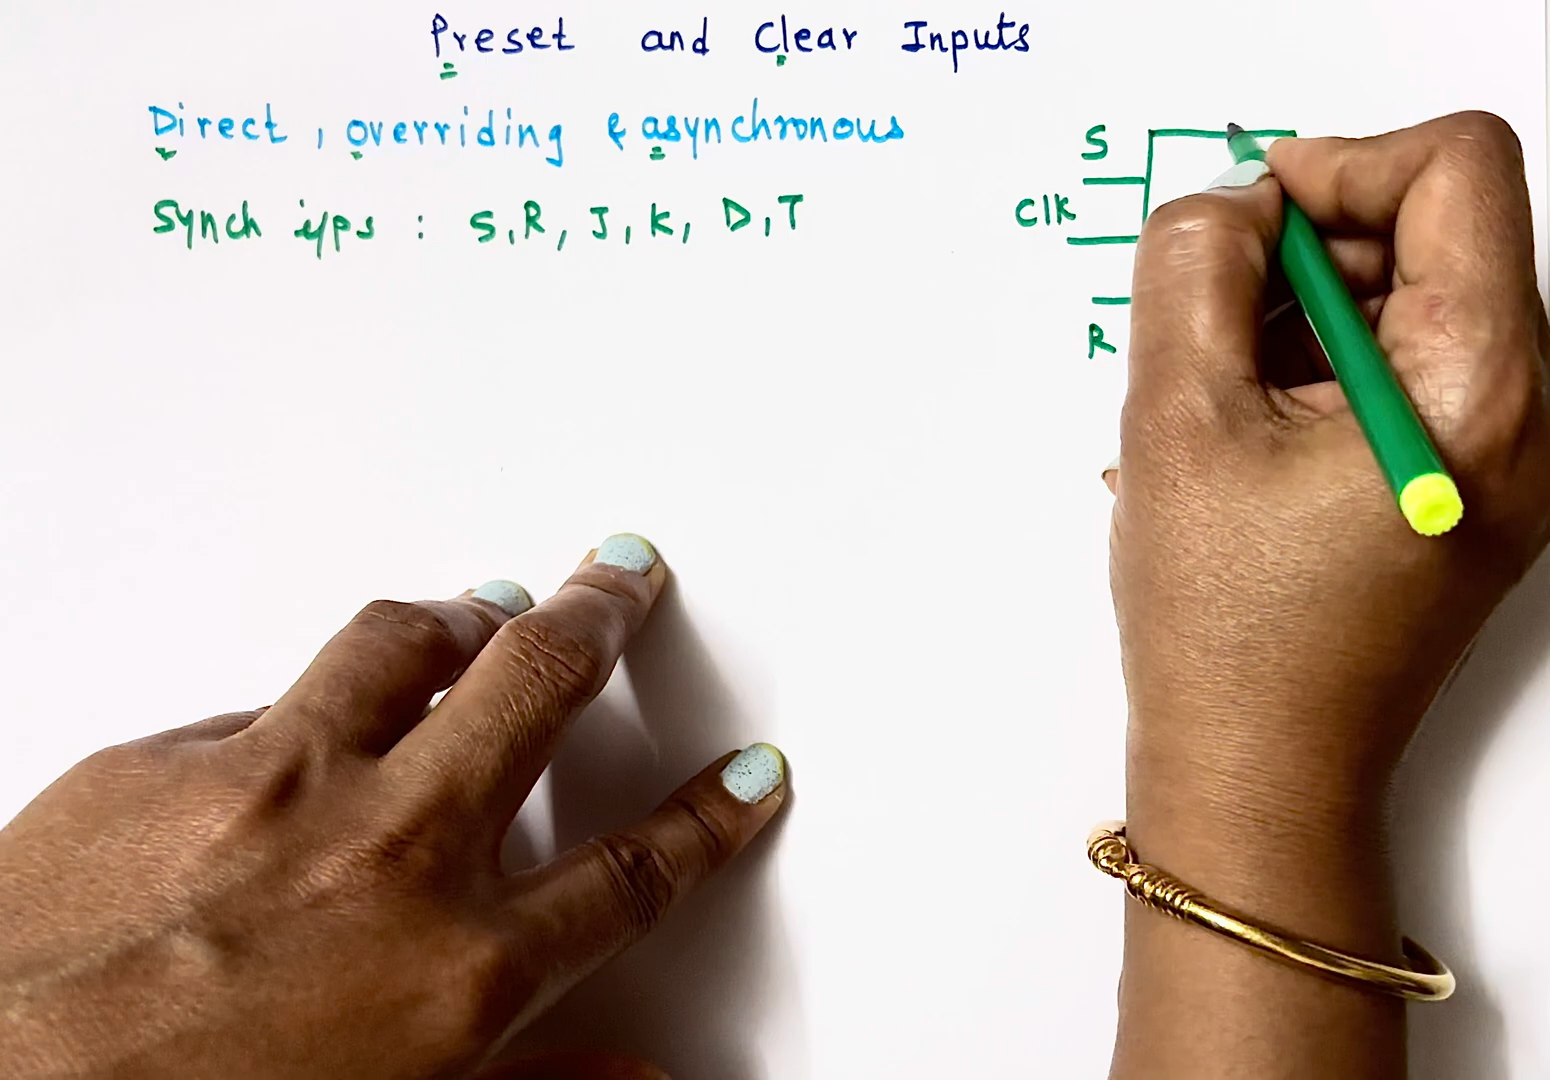 Preset and Clear Inputs
Direct, overriding & asynchronous
Synch i/ps : S, R, J, K, D, T
S
Clk
R